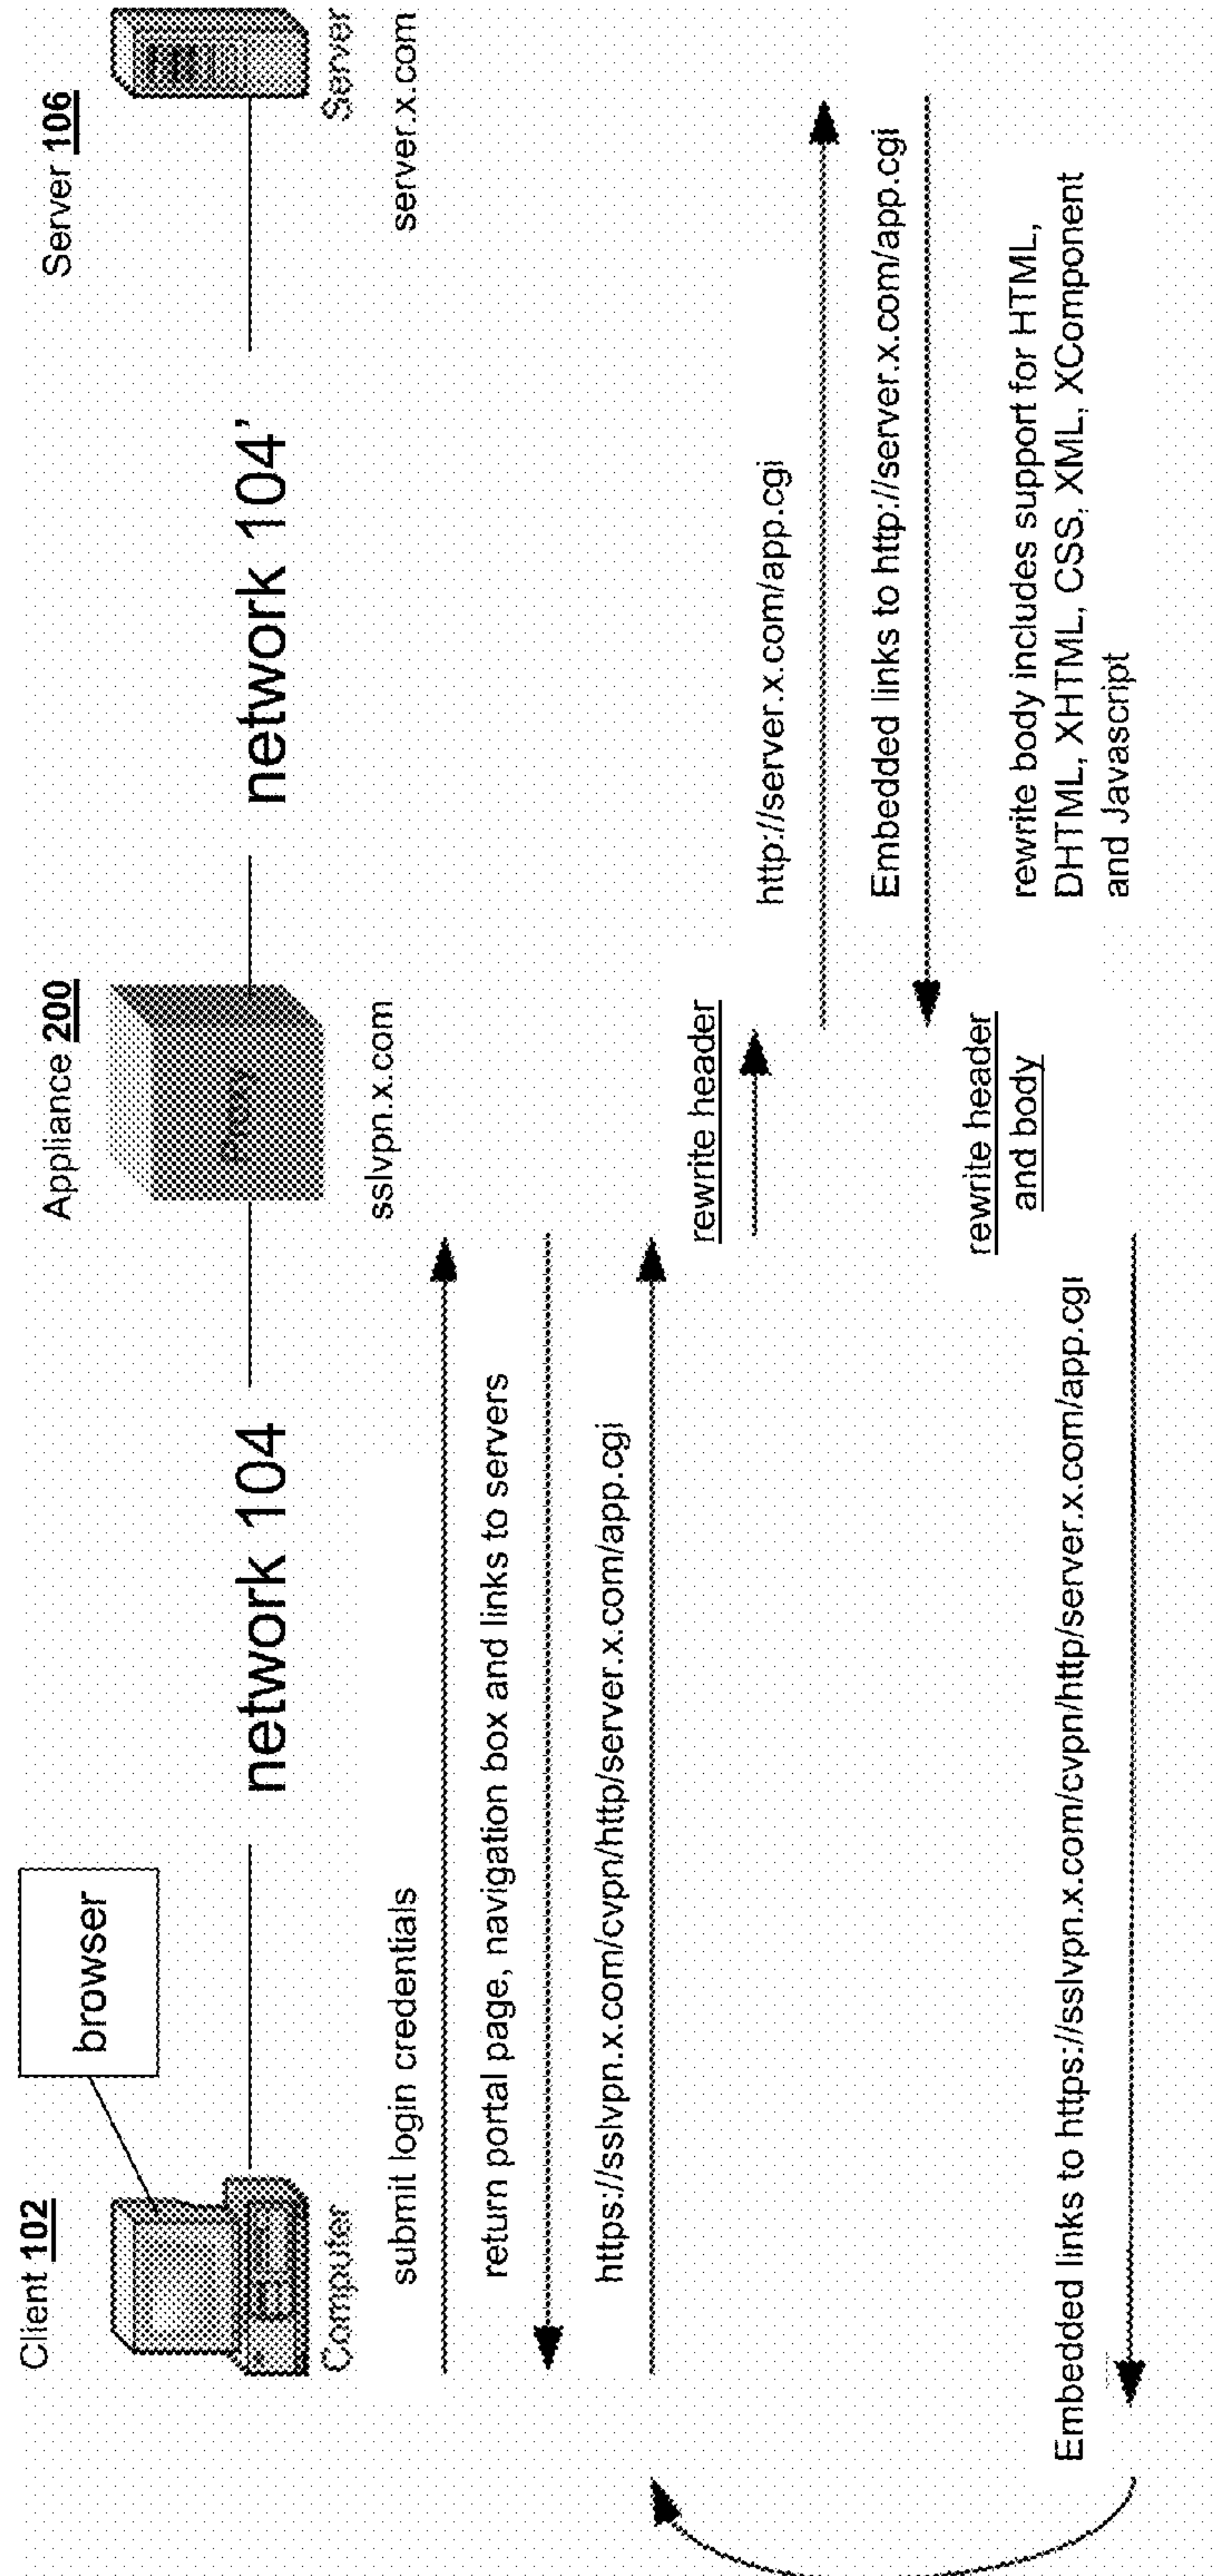 Client 102
browser
Computer
network 104
Appliance 200
Proxy
sslvpn.x.com
network 104'
Server 106
Server
server.x.com
submit login credentials
return portal page, navigation box and links to servers
https://sslvpn.x.com/cvpn/http/server.x.com/app.cgi
rewrite header
http://server.x.com/app.cgi
Embedded links to http://server.x.com/app.cgi
rewrite header
and body
rewrite body includes support for HTML,
DHTML, XHTML, CSS, XML, XComponent
and Javascript
Embedded links to https://sslvpn.x.com/cvpn/http/server.x.com/app.cgi